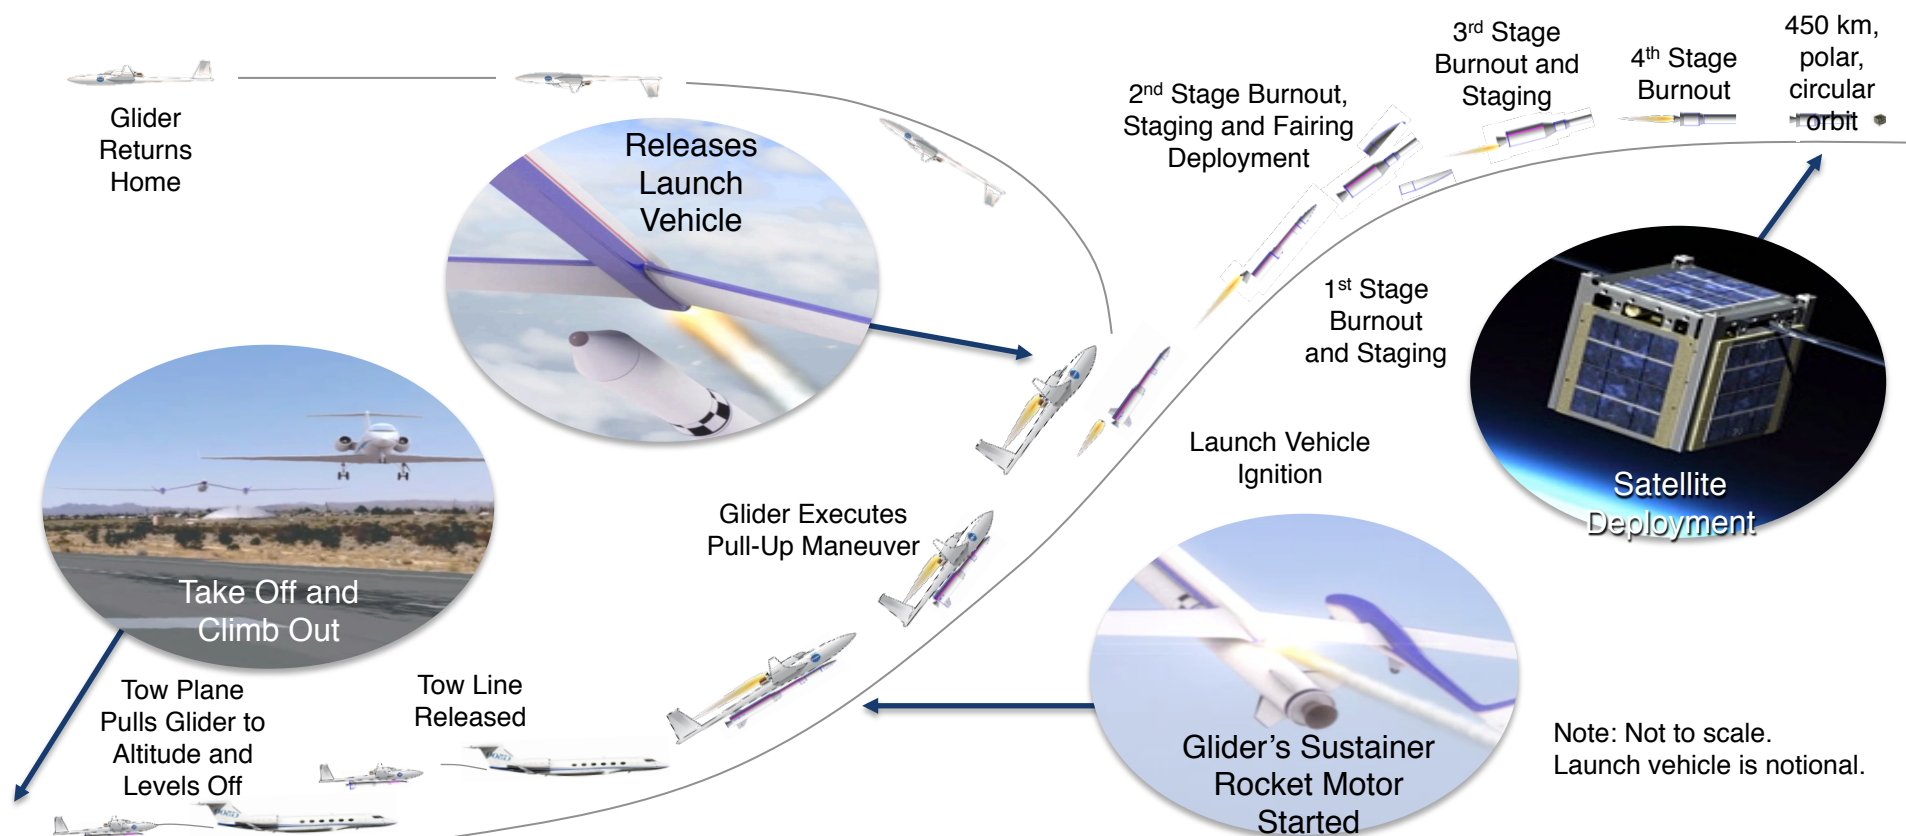 Glider
Returns
Home
Releases
Launch
Vehicle
2nd Stage Burnout,
Staging and Fairing
Deployment
3rd Stage
Burnout and
Staging
4th Stage
Burnout
450 km,
polar,
circular
orbit
1st Stage
Burnout
and Staging
Launch Vehicle
Ignition
Satellite
Deployment
Glider Executes
Pull-Up Maneuver
Take Off and
Climb Out
Tow Plane
Pulls Glider to
Altitude and
Levels Off
Tow Line
Released
Glider’s Sustainer
Rocket Motor
Started
Note: Not to scale.
Launch vehicle is notional.